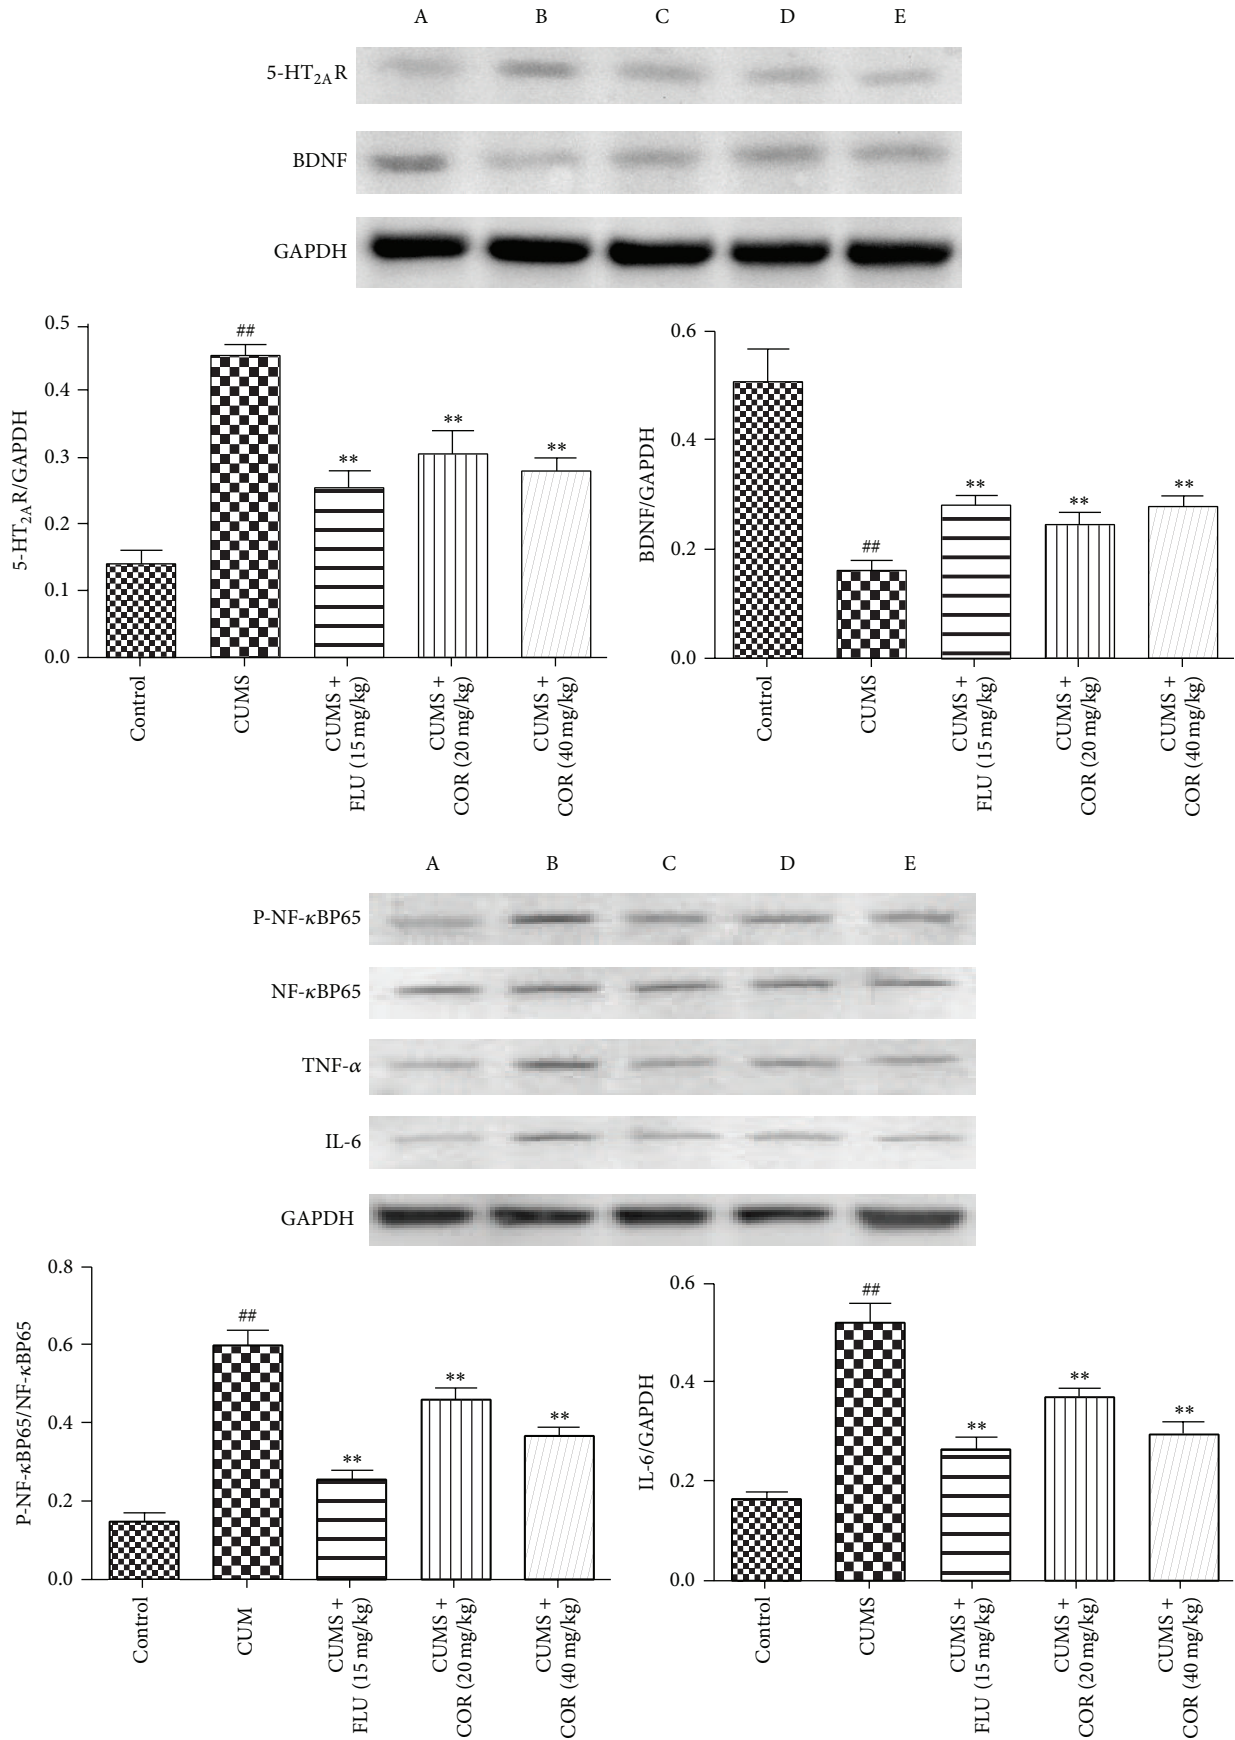 A B C D E
5-HT2AR
BDNF
GAPDH
5-HT2AR/GAPDH
0.5
0.4
0.3
0.2
0.1
0.0
##
**
**
**
Control
CUMS
CUMS +
FLU (15 mg/kg)
CUMS +
COR (20 mg/kg)
CUMS +
COR (40 mg/kg)
BDNF/GAPDH
0.6
0.4
0.2
0.0
##
**
**
**
Control
CUMS
CUMS +
FLU (15 mg/kg)
CUMS +
COR (20 mg/kg)
CUMS +
COR (40 mg/kg)
A B C D E
P-NF-κBP65
NF-κBP65
TNF-α
IL-6
GAPDH
P-NF-κBP65/NF-κBP65
0.8
0.6
0.4
0.2
0.0
##
**
**
**
Control
CUM
CUMS +
FLU (15 mg/kg)
CUMS +
COR (20 mg/kg)
CUMS +
COR (40 mg/kg)
IL-6/GAPDH
0.6
0.4
0.2
0.0
##
**
**
**
Control
CUMS
CUMS +
FLU (15 mg/kg)
CUMS +
COR (20 mg/kg)
CUMS +
COR (40 mg/kg)